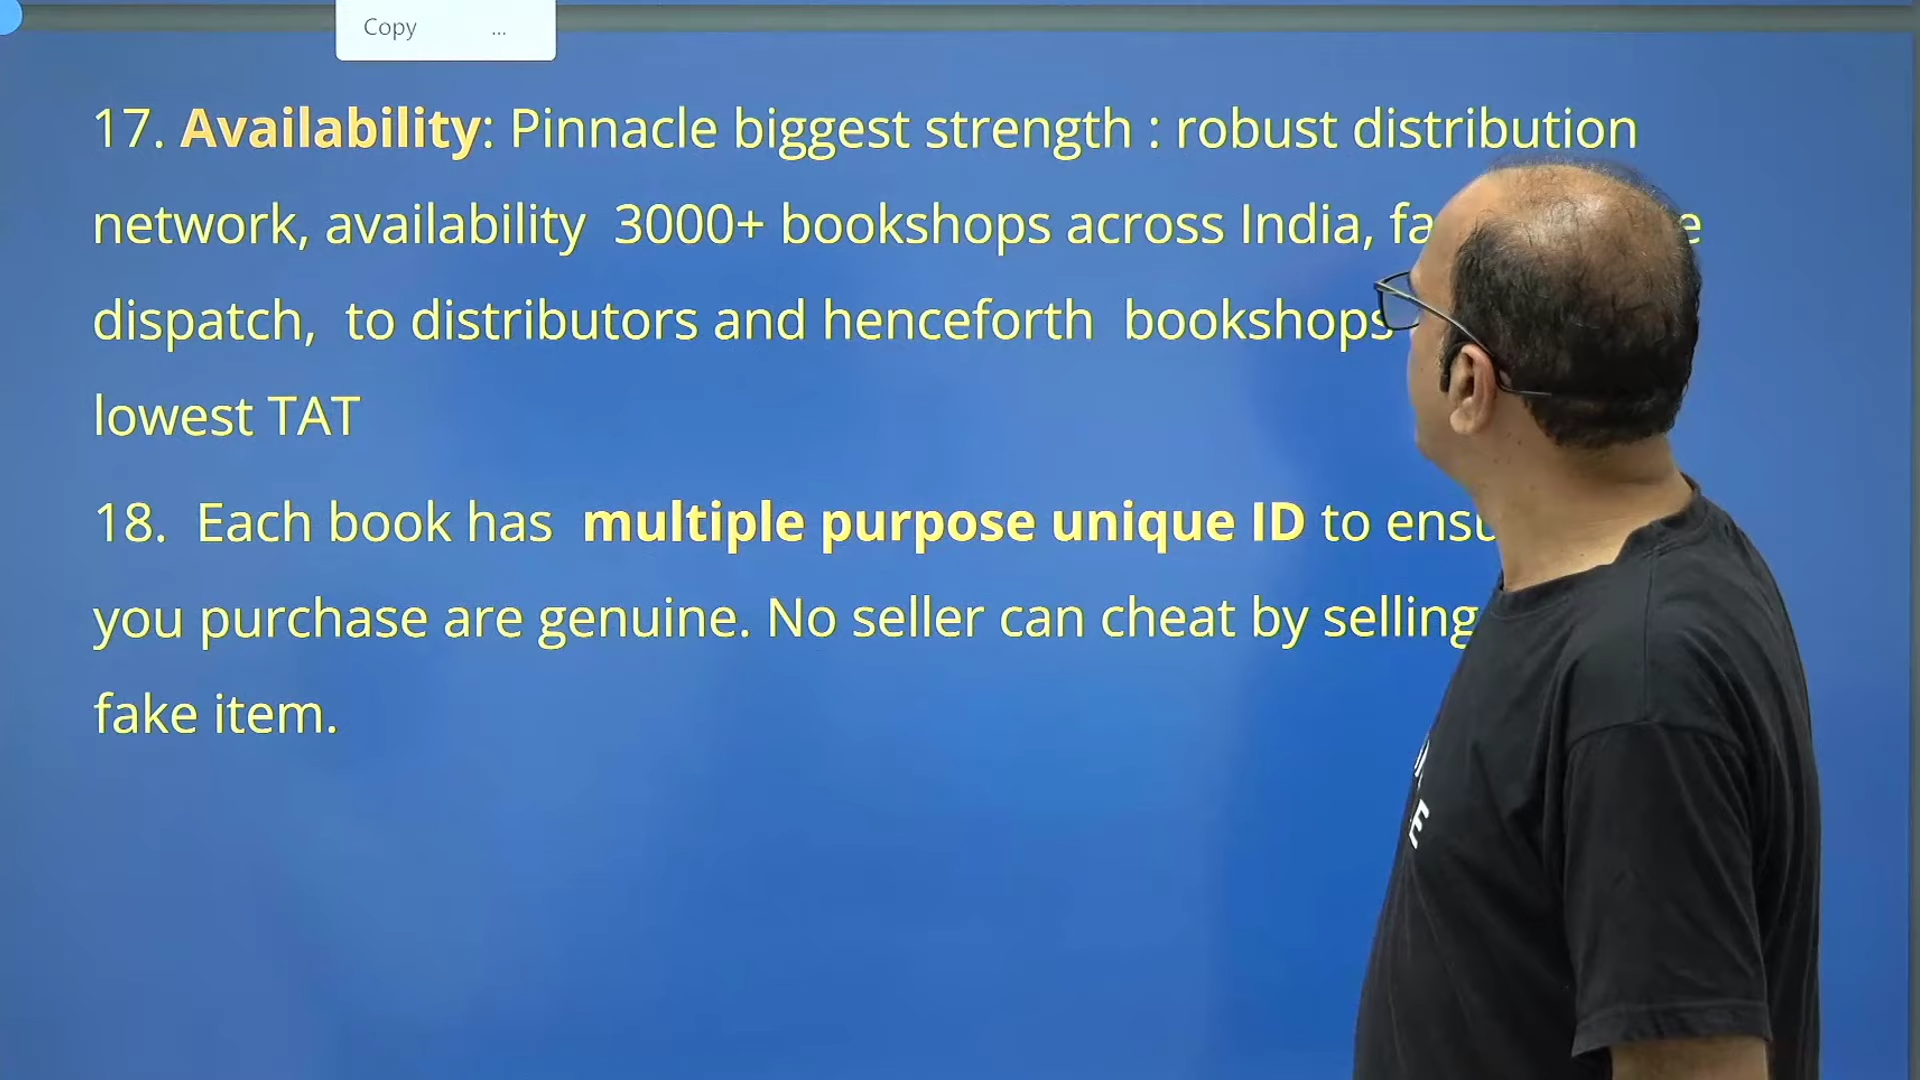 Copy ...
17. Availability: Pinnacle biggest strength : robust distribution
network, availability 3000+ bookshops across India,
dispatch, to distributors and henceforth bookshops
lowest TAT
18. Each book has multiple purpose unique ID to
you purchase are genuine. No seller can cheat by selling
fake item.
E